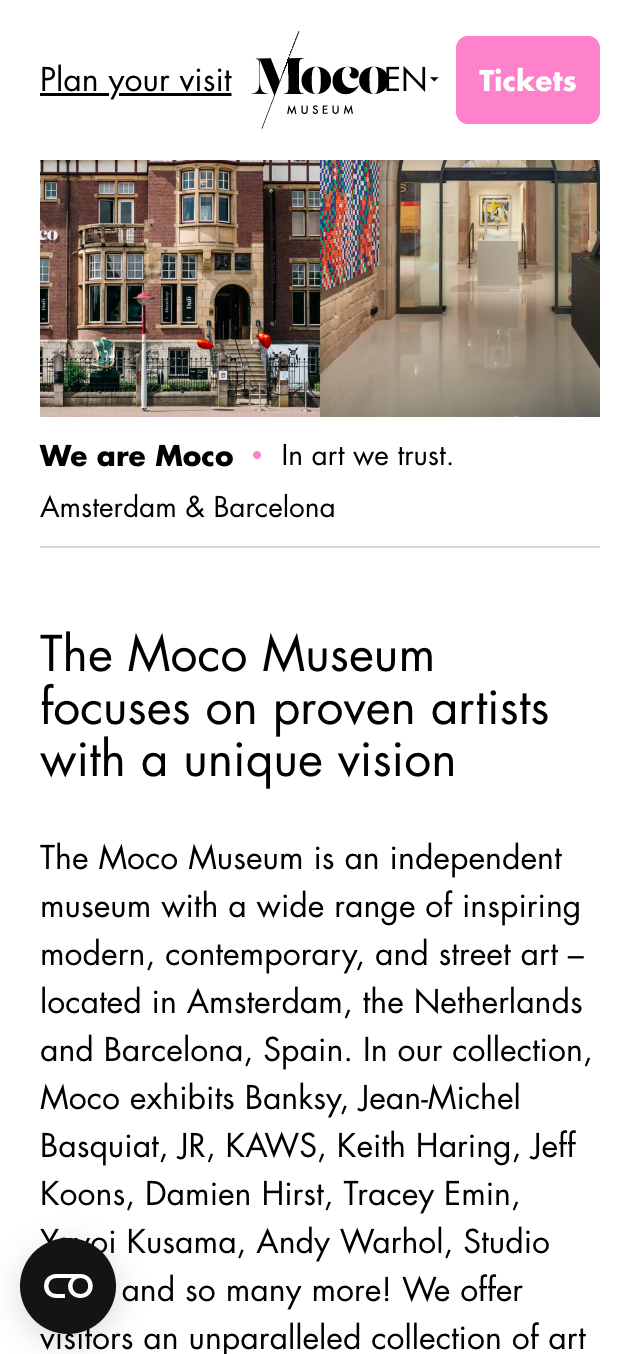 Plan your visit
Moco
MUSEUM
EN
Tickets
We are Moco • In art we trust.
Amsterdam & Barcelona
The Moco Museum
focuses on proven artists
with a unique vision
The Moco Museum is an independent
museum with a wide range of inspiring
modern, contemporary, and street art –
located in Amsterdam, the Netherlands
and Barcelona, Spain. In our collection,
Moco exhibits Banksy, Jean-Michel
Basquiat, JR, KAWS, Keith Haring, Jeff
Koons, Damien Hirst, Tracey Emin,
Yayoi Kusama, Andy Warhol, Studio
and so many more! We offer
visitors an unparalleled collection of art